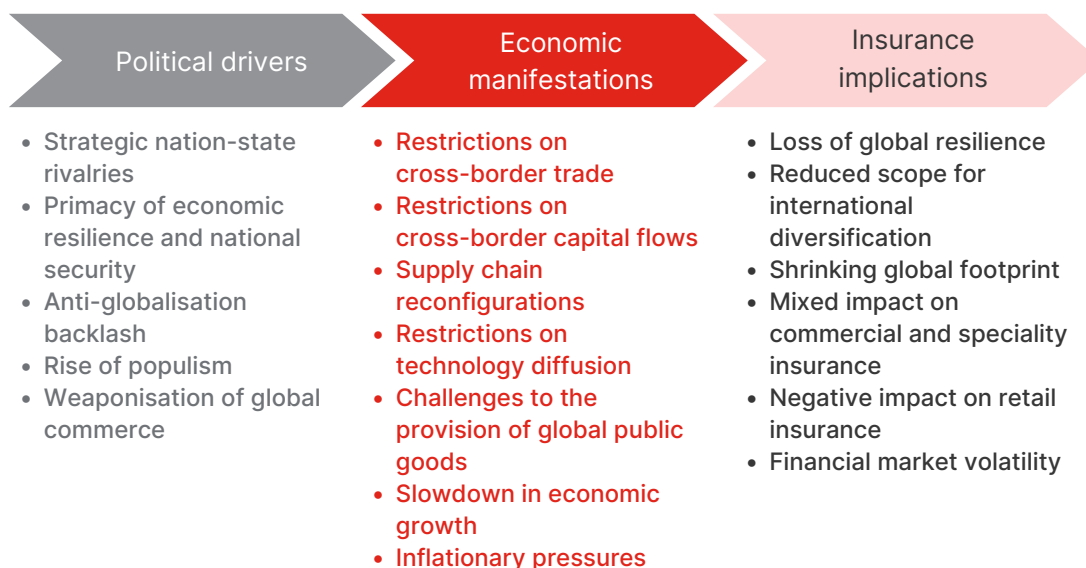 Political drivers
• Strategic nation-state
rivalries
• Primacy of economic
resilience and national
security
• Anti-globalisation
backlash
• Rise of populism
• Weaponisation of global
commerce
Economic
manifestations
• Restrictions on
cross-border trade
• Restrictions on
cross-border capital flows
• Supply chain
reconfigurations
• Restrictions on
technology diffusion
• Challenges to the
provision of global public
goods
• Slowdown in economic
growth
• Inflationary pressures
Insurance
implications
• Loss of global resilience
• Reduced scope for
international
diversification
• Shrinking global footprint
• Mixed impact on
commercial and speciality
insurance
• Negative impact on retail
insurance
• Financial market volatility